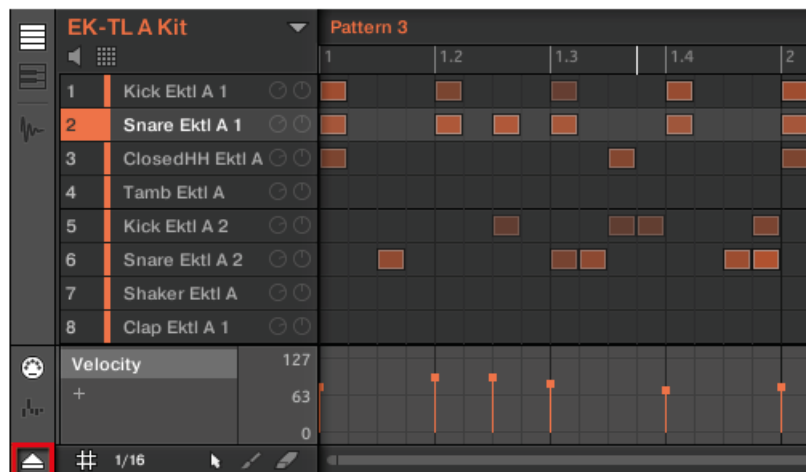 EK-TL A Kit
Pattern 3
1 1.2 1.3 1.4 2
1 Kick Ektl A 1
2 Snare Ektl A 1
3 ClosedHH Ektl A
4 Tamb Ektl A
5 Kick Ektl A 2
6 Snare Ektl A 2
7 Shaker Ektl A
8 Clap Ektl A 1
Velocity 127
+ 63
0
1/16